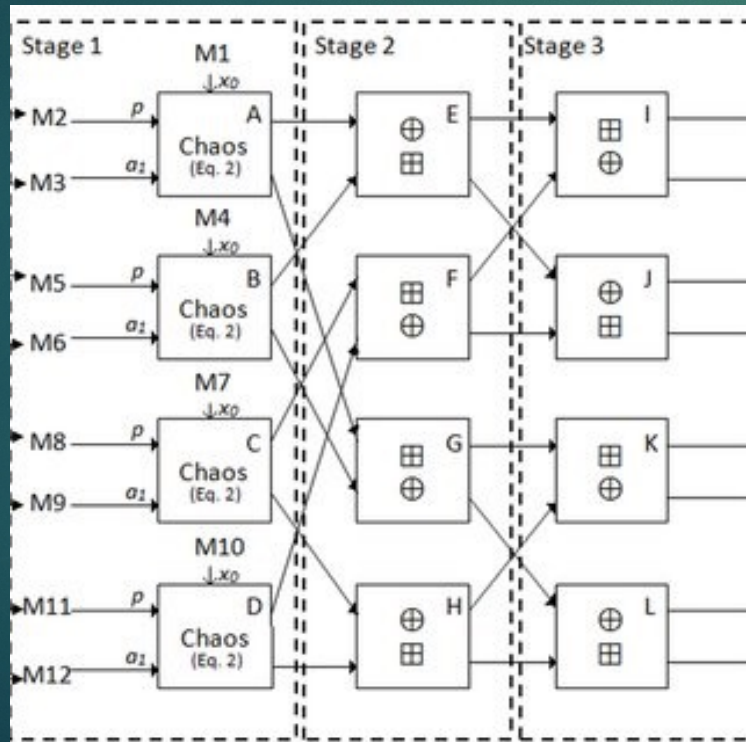 Stage 1
Stage 2
Stage 3
M1
↓x₀
M2
p
A
E
I
Chaos
(Eq. 2)
⊕
⊞
⊞
⊕
M3
a₁
M4
↓x₀
M5
p
B
F
J
Chaos
(Eq. 2)
⊞
⊕
⊕
⊞
M6
a₁
M7
↓x₀
M8
p
C
G
K
Chaos
(Eq. 2)
⊞
⊕
⊞
⊕
M9
a₁
M10
↓x₀
M11
p
D
H
L
Chaos
(Eq. 2)
⊕
⊞
⊕
⊞
M12
a₁